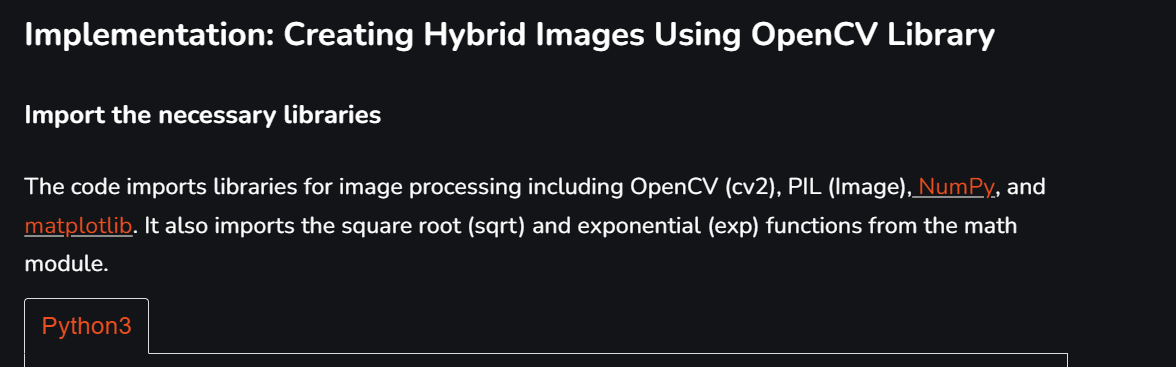 Implementation: Creating Hybrid Images Using OpenCV Library
Import the necessary libraries
The code imports libraries for image processing including OpenCV (cv2), PIL (Image), NumPy, and
matplotlib. It also imports the square root (sqrt) and exponential (exp) functions from the math
module.
Python3